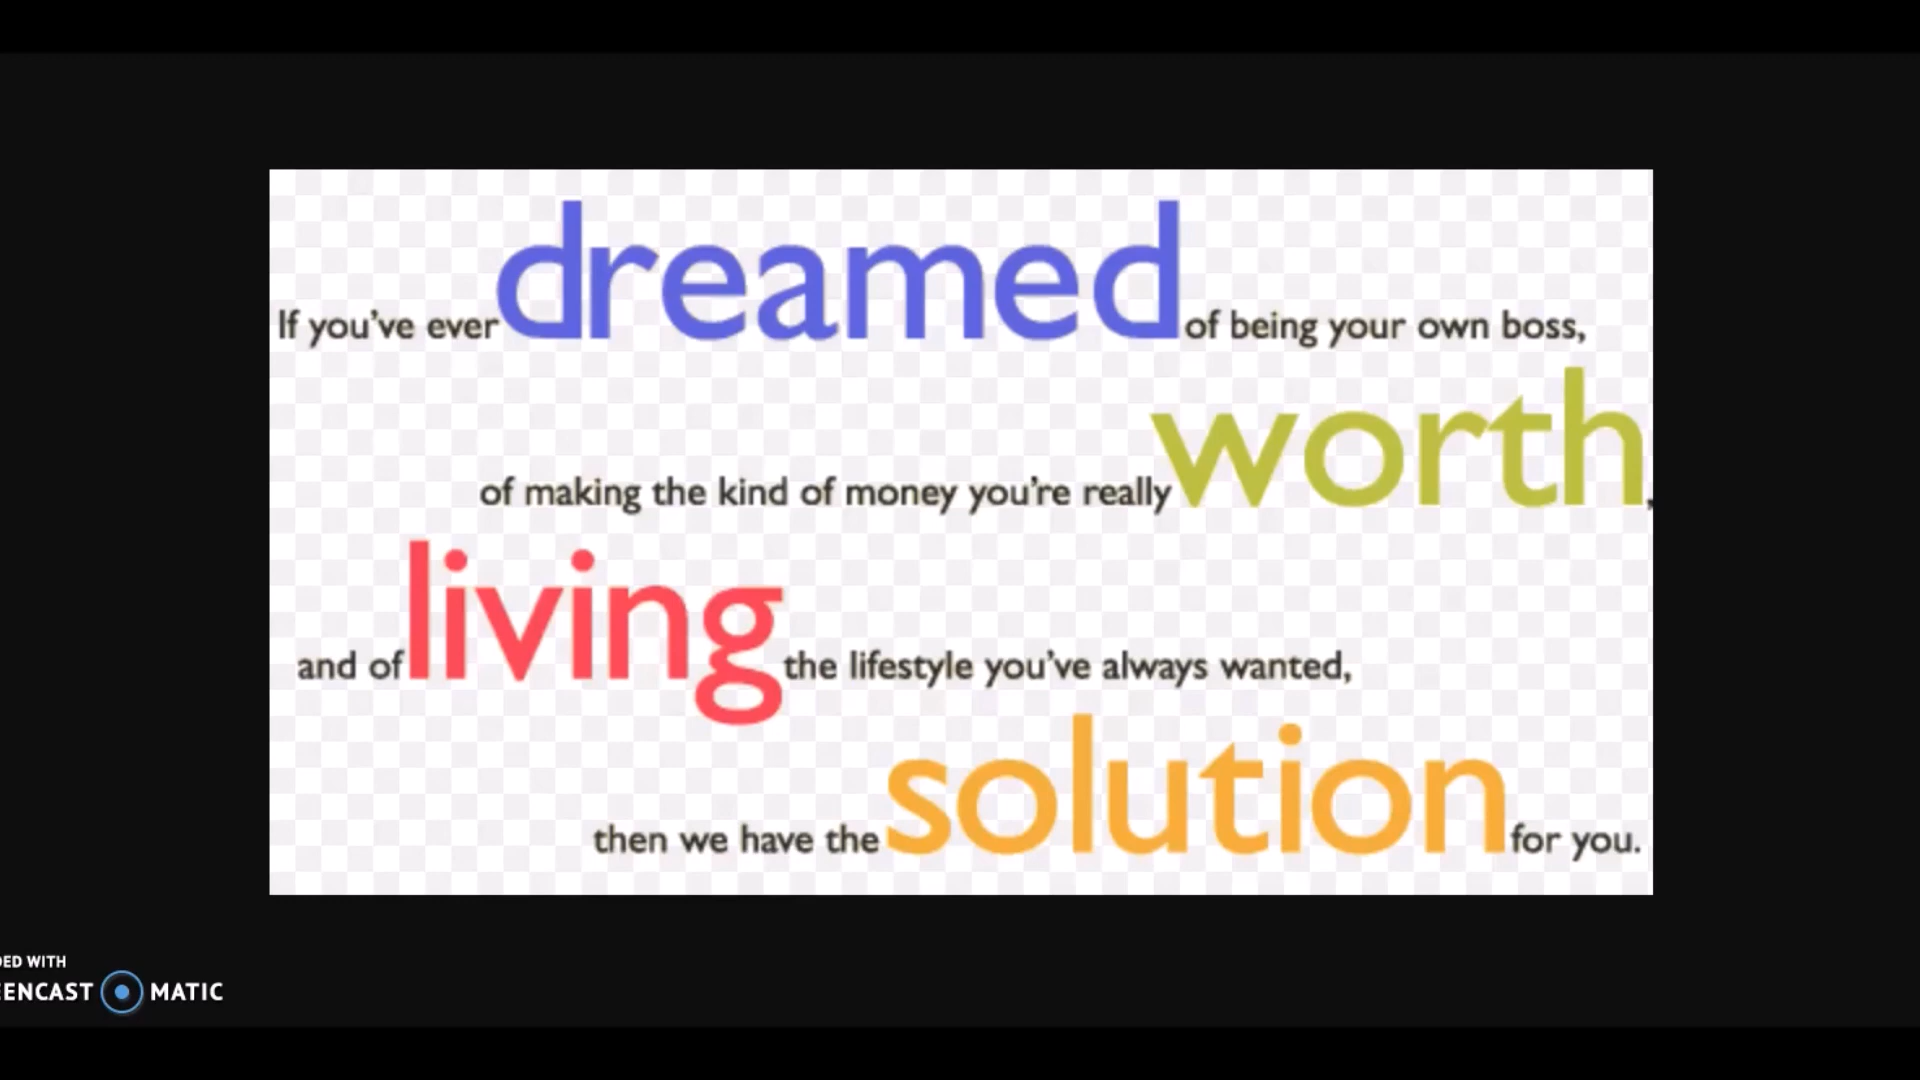 If you've ever dreamed of being your own boss,
of making the kind of money you're really worth,
and of living the lifestyle you've always wanted,
then we have the solution for you.
DED WITH
EENCAST MATIC